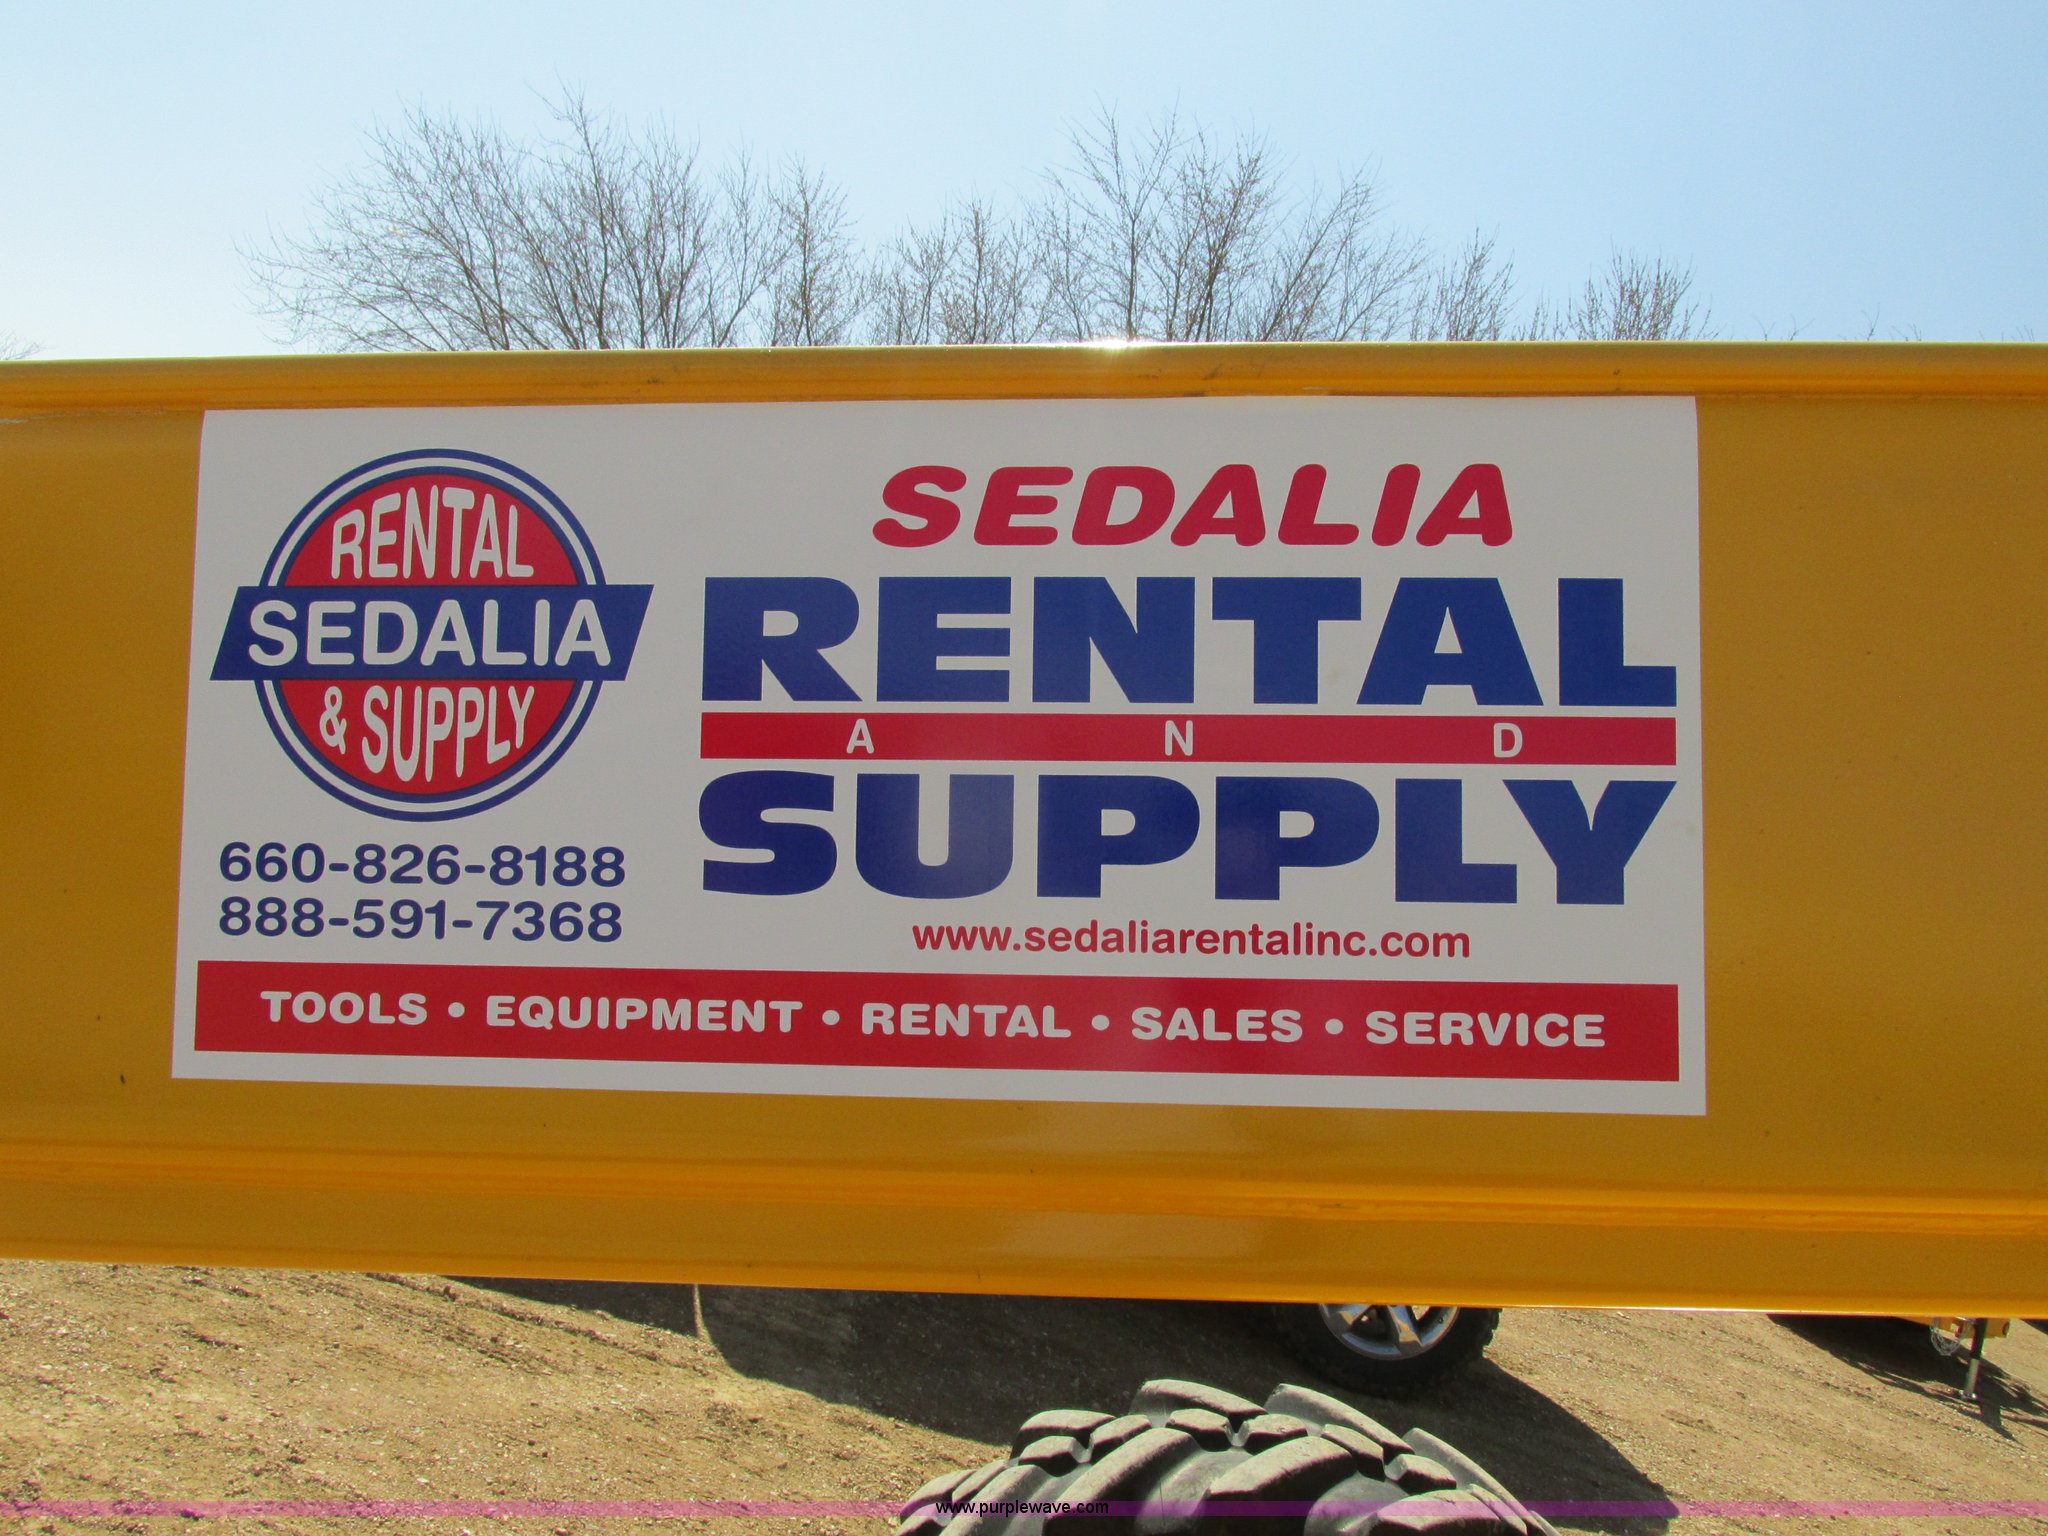 RENTAL
SEDALIA
& SUPPLY
660-826-8188
888-591-7368
SEDALIA
RENTAL
AND
SUPPLY
www.sedaliarentalinc.com
TOOLS • EQUIPMENT • RENTAL • SALES • SERVICE
www.purplewave.com